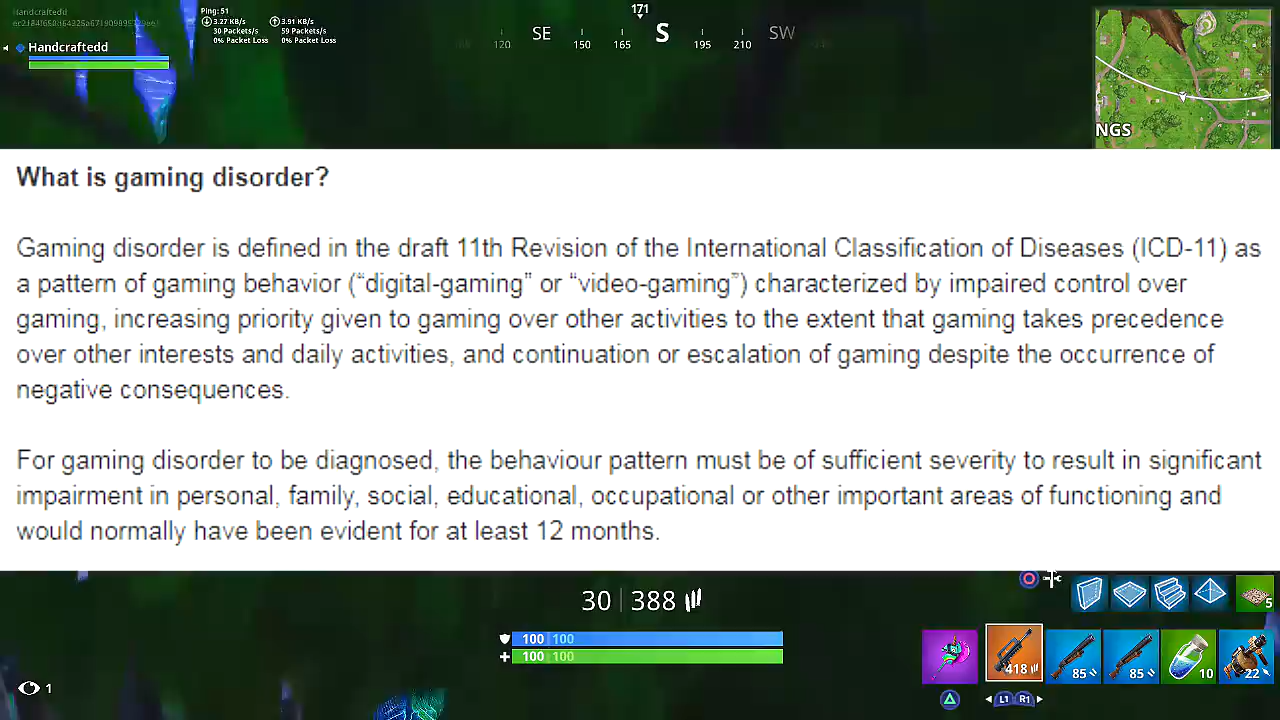 Handcraftedd
Ping: 51
3.27 KB/s 3.91 KB/s
30 Packets/s 59 Packets/s
0% Packet Loss 0% Packet Loss
Handcraftedd
171
120 SE 150 165 S 195 210 SW
NGS
What is gaming disorder?
Gaming disorder is defined in the draft 11th Revision of the International Classification of Diseases (ICD-11) as
a pattern of gaming behavior (“digital-gaming” or “video-gaming”) characterized by impaired control over
gaming, increasing priority given to gaming over other activities to the extent that gaming takes precedence
over other interests and daily activities, and continuation or escalation of gaming despite the occurrence of
negative consequences.
For gaming disorder to be diagnosed, the behaviour pattern must be of sufficient severity to result in significant
impairment in personal, family, social, educational, occupational or other important areas of functioning and
would normally have been evident for at least 12 months.
30 | 388
5
100 | 100
100 | 100
418 85 85 10 22
1
L1 R1